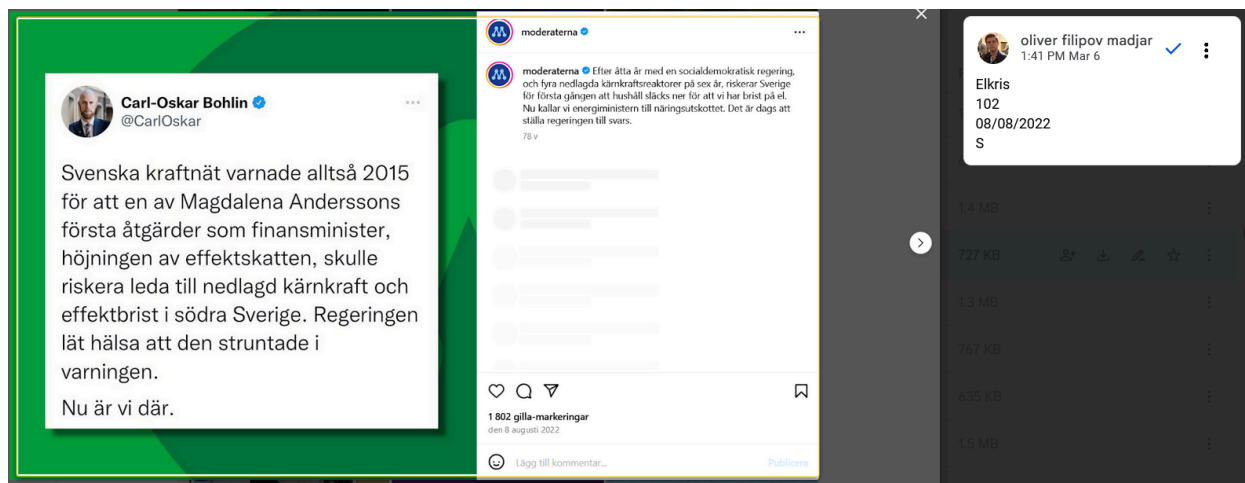 Carl-Oskar Bohlin
@CarlOskar
Svenska kraftnät varnade alltså 2015
för att en av Magdalena Anderssons
första åtgärder som finansminister,
höjningen av effektskatten, skulle
riskera leda till nedlagd kärnkraft och
effektbrist i södra Sverige. Regeringen
lät hälsa att den struntade i
varningen.
Nu är vi där.
moderaterna
moderaterna Efter åtta år med en socialdemokratisk regering,
och fyra nedlagda kärnkraftsreaktorer på sex år, riskerar Sverige
för första gången att hushåll släcks ner för att vi har brist på el.
Nu kallar vi energiministern till näringsutskottet. Det är dags att
ställa regeringen till svars.
78 v
1 802 gilla-markeringar
den 8 augusti 2022
Lägg till kommentar...
Publicera
oliver filipov madjar
1:41 PM Mar 6
Elkris
102
08/08/2022
S
1.4 MB
727 KB
1.3 MB
767 KB
635 KB
1.5 MB